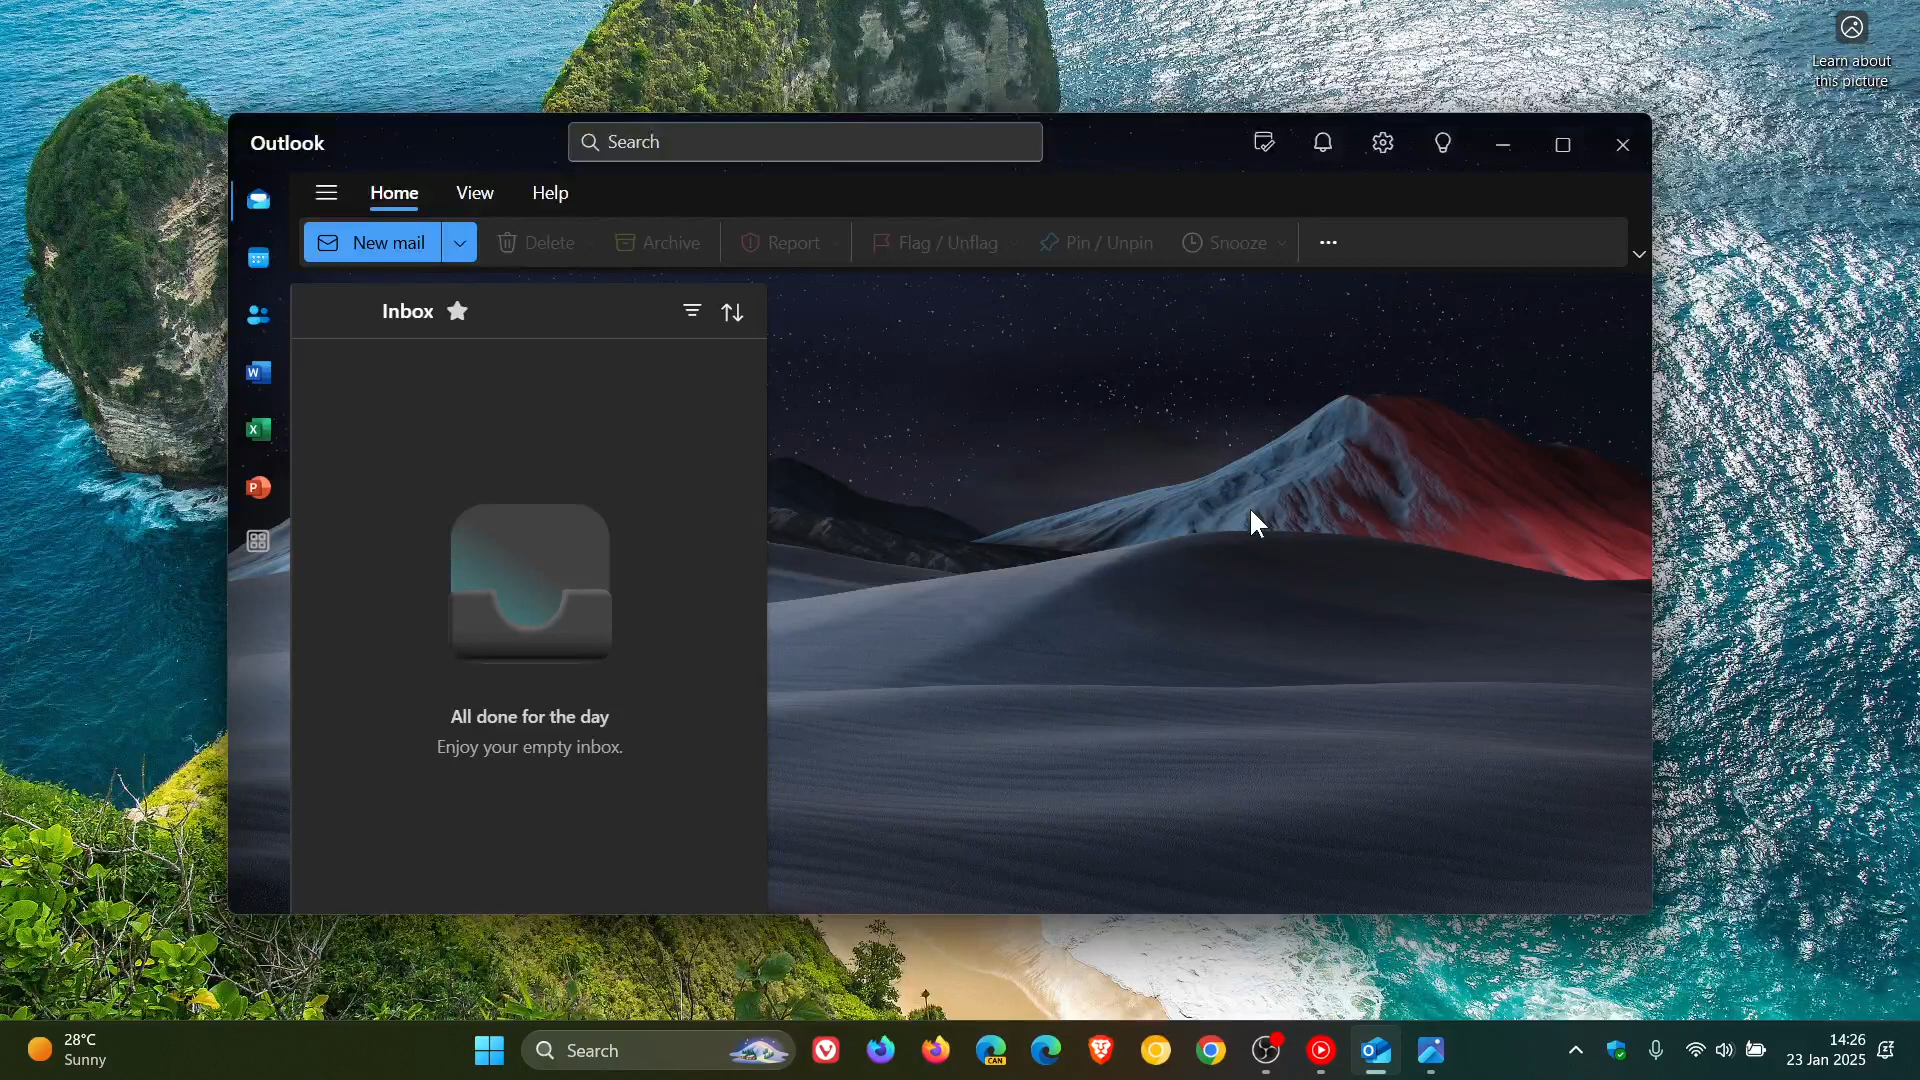 Learn about
this picture
Outlook
Search
Home View Help
New mail Delete Archive Report Flag / Unflag Pin / Unpin Snooze
Inbox
W
X
P
All done for the day
Enjoy your empty inbox.
28°C
Sunny
Search
CAN
14:26
23 Jan 2025